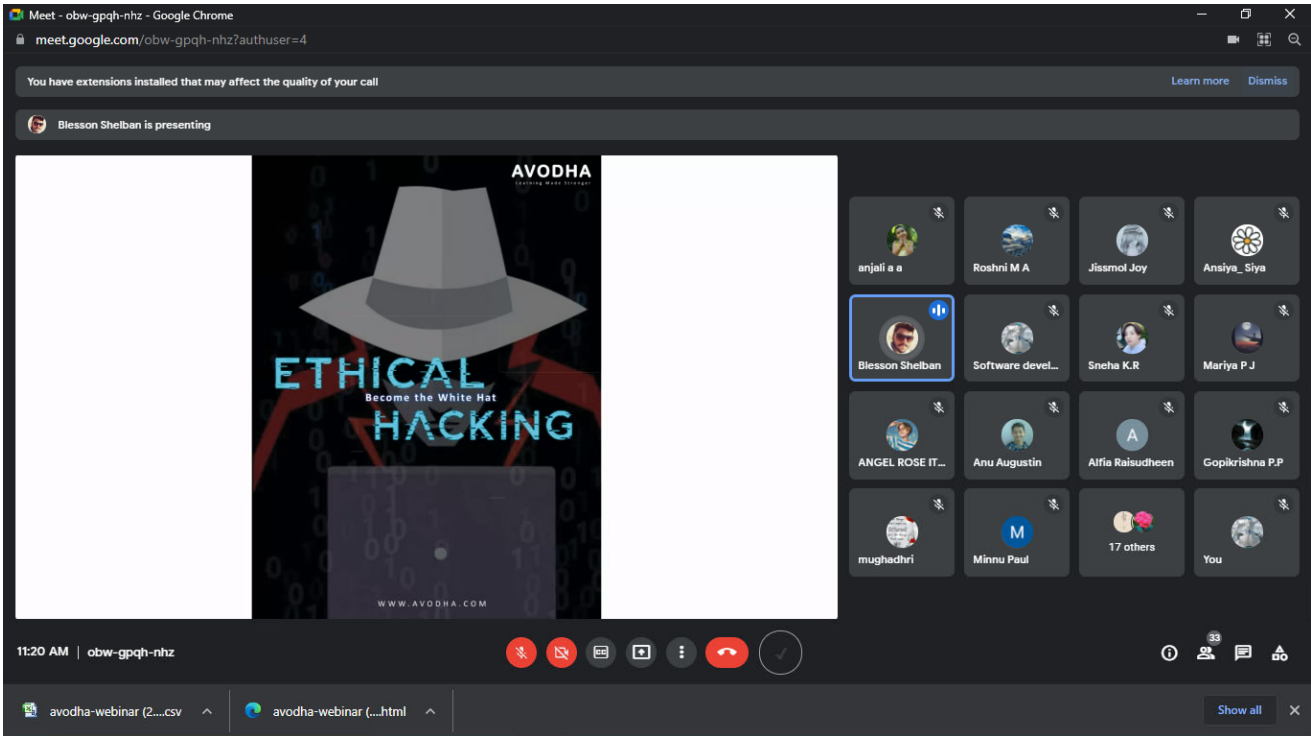 Meet - obw-gpqh-nhz - Google Chrome
meet.google.com/obw-gpqh-nhz?authuser=4
You have extensions installed that may affect the quality of your call
Learn more Dismiss
Blesson Shelban is presenting
AVODHA
Learning Made Stronger
ETHICAL
Become the White Hat
HACKING
WWW.AVODHA.COM
anjali a a
Roshni M A
Jissmol Joy
Ansiya_ Siya
Blesson Shelban
Software devel...
Sneha K.R
Mariya P J
ANGEL ROSE IT...
Anu Augustin
A
Alfia Raisudheen
Gopikrishna P.P
mughadhri
M
Minnu Paul
17 others
You
11:20 AM | obw-gpqh-nhz
33
avodha-webinar (2....csv
avodha-webinar (....html
Show all